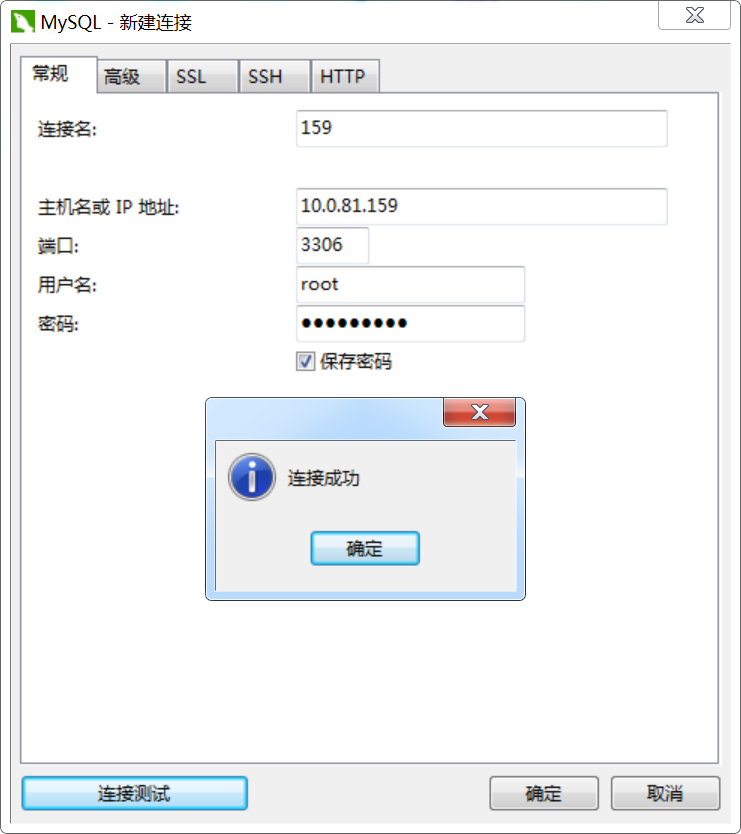 MySQL - 新建连接
常规 高级 SSL SSH HTTP
连接名: 159
主机名或 IP 地址: 10.0.81.159
端口: 3306
用户名: root
密码: ●●●●●●●●●
保存密码
连接成功
确定
连接测试 确定 取消